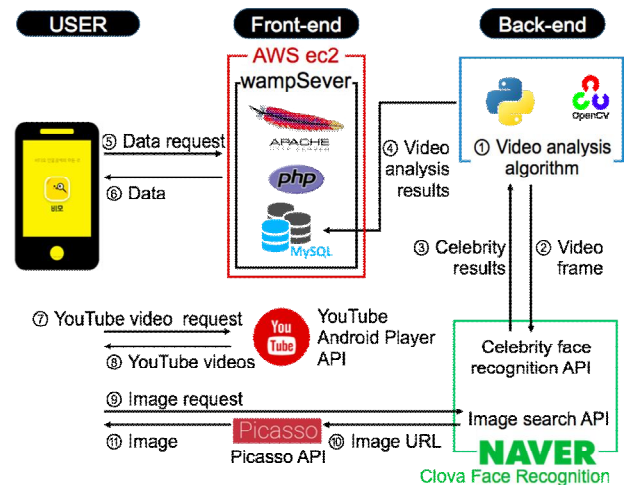 USER
Front-end
Back-end
AWS ec2
wampSever
APACHE
php
MySQL
OpenCV
① Video analysis
algorithm
⑤ Data request
⑥ Data
비모
④ Video
analysis
results
③ Celebrity
results
② Video
frame
⑦ YouTube video request
⑧ YouTube videos
You
Tube
YouTube
Android Player
API
Celebrity face
recognition API
⑨ Image request
Image search API
⑪ Image
Picasso
Picasso API
⑩ Image URL
NAVER
Clova Face Recognition